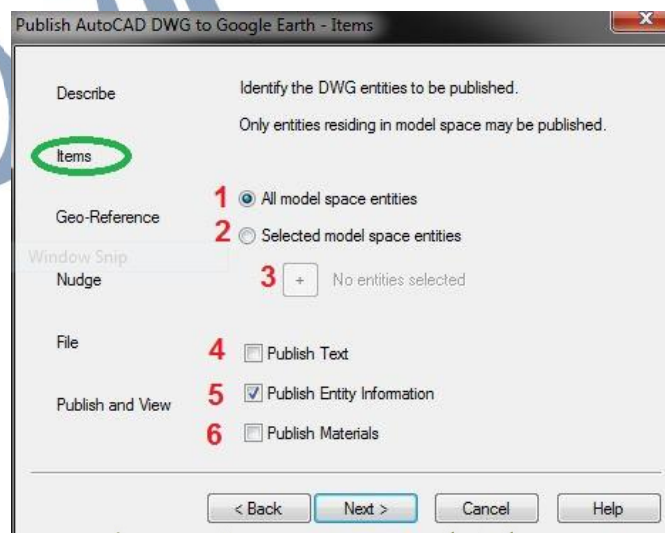 Publish AutoCAD DWG to Google Earth - Items
Describe
Identify the DWG entities to be published.
Only entities residing in model space may be published.
Items
1 All model space entities
Geo-Reference
2 Selected model space entities
Window Snip
Nudge
3 + No entities selected
File
4 Publish Text
5 Publish Entity Information
Publish and View
6 Publish Materials
< Back Next > Cancel Help